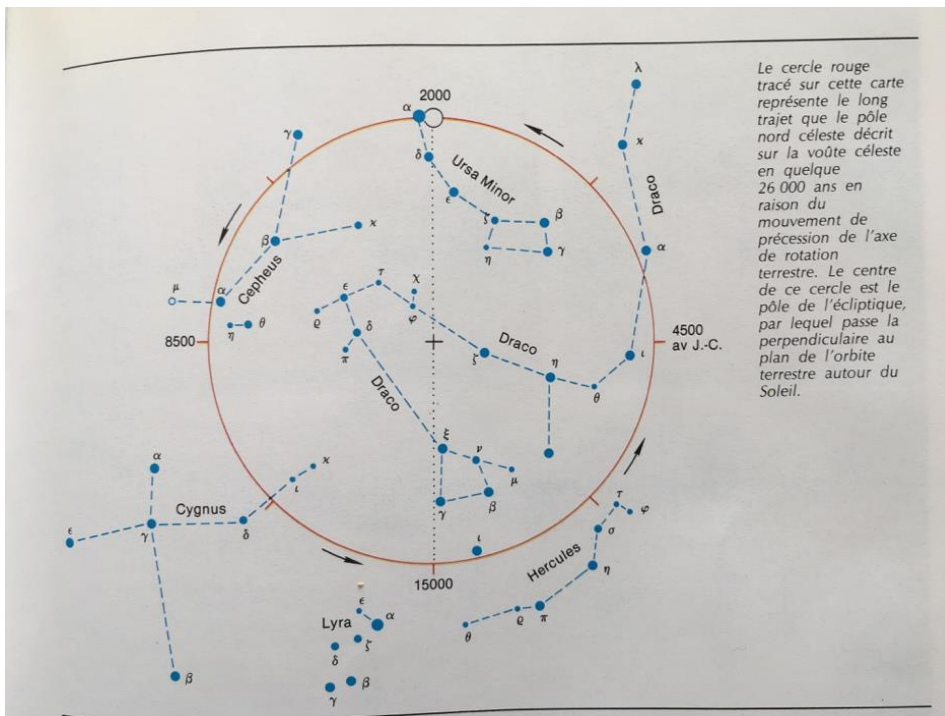 Le cercle rouge
tracé sur cette carte
représente le long
trajet que le pôle
nord céleste décrit
sur la voûte céleste
en quelque
26 000 ans en
raison du
mouvement de
précession de l'axe
de rotation
terrestre. Le centre
de ce cercle est le
pôle de l'écliptique,
par lequel passe la
perpendiculaire au
plan de l'orbite
terrestre autour du
Soleil.
2000
α
δ
Ursa Minor
ε
ζ
β
η
γ
λ
κ
Draco
α
γ
κ
β
Cepheus
μ
α
η
θ
8500
τ
χ
ε
ϱ
φ
δ
π
Draco
ζ
Draco
η
θ
ι
4500
av J.-C.
ξ
ν
μ
γ
β
ι
α
κ
ι
Cygnus
ε
γ
δ
β
15000
Hercules
τ
φ
σ
η
π
ϱ
θ
ε
Lyra
α
ζ
δ
β
γ